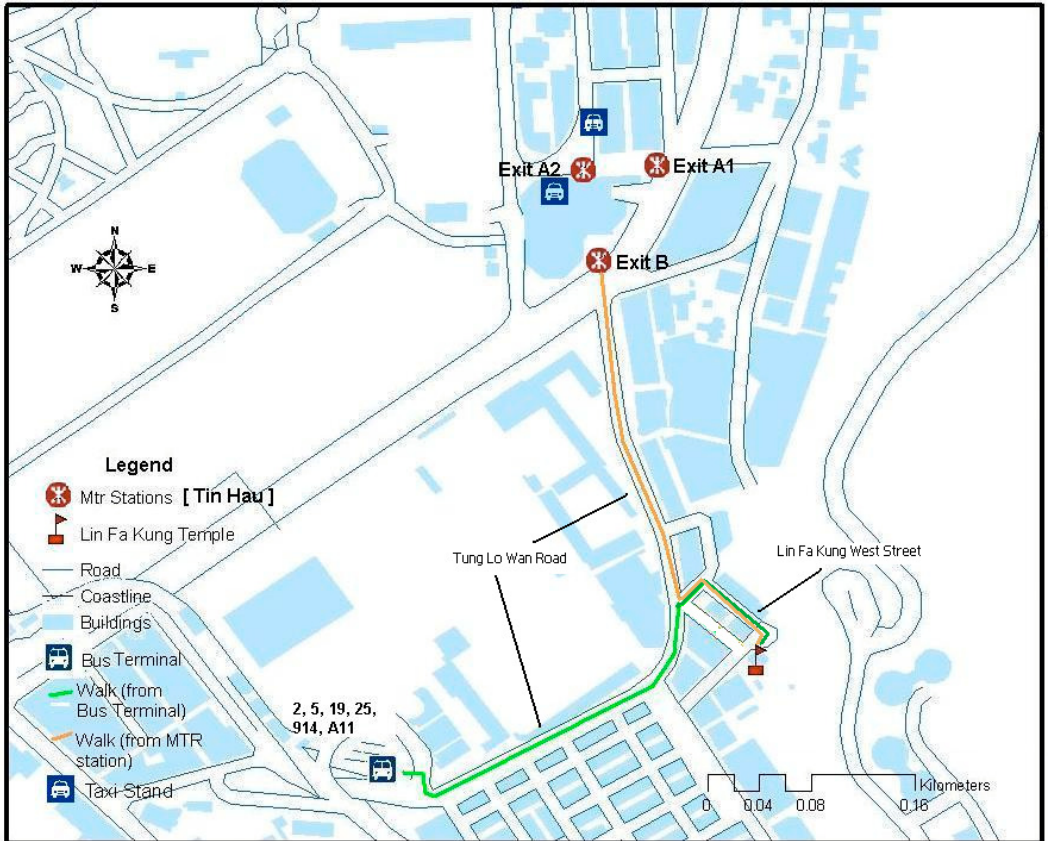 Exit A2
Exit A1
Exit B
N
W
E
S
Legend
Mtr Stations [ Tin Hau ]
Lin Fa Kung Temple
Road
Coastline
Buildings
Bus Terminal
Walk (from
Bus Terminal)
Walk (from MTR
station)
Taxi Stand
Tung Lo Wan Road
Lin Fa Kung West Street
2, 5, 19, 25,
914, A11
Kilometers
0 0.04 0.08 0.16